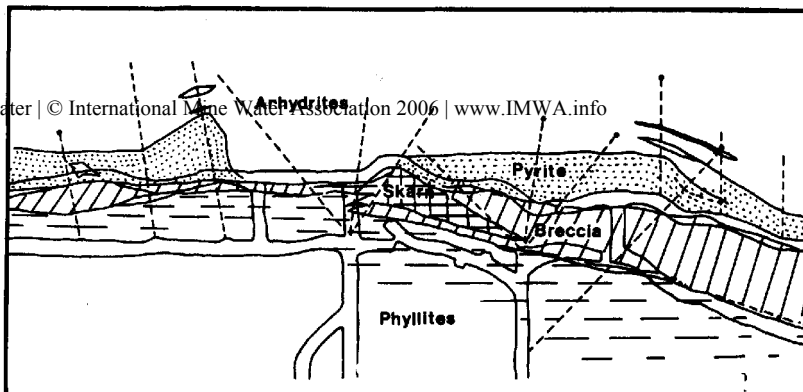 Anhydrites
ater | © International Mine Water Association 2006 | www.IMWA.info
Pyrite
Skarn
Breccia
Phyllites